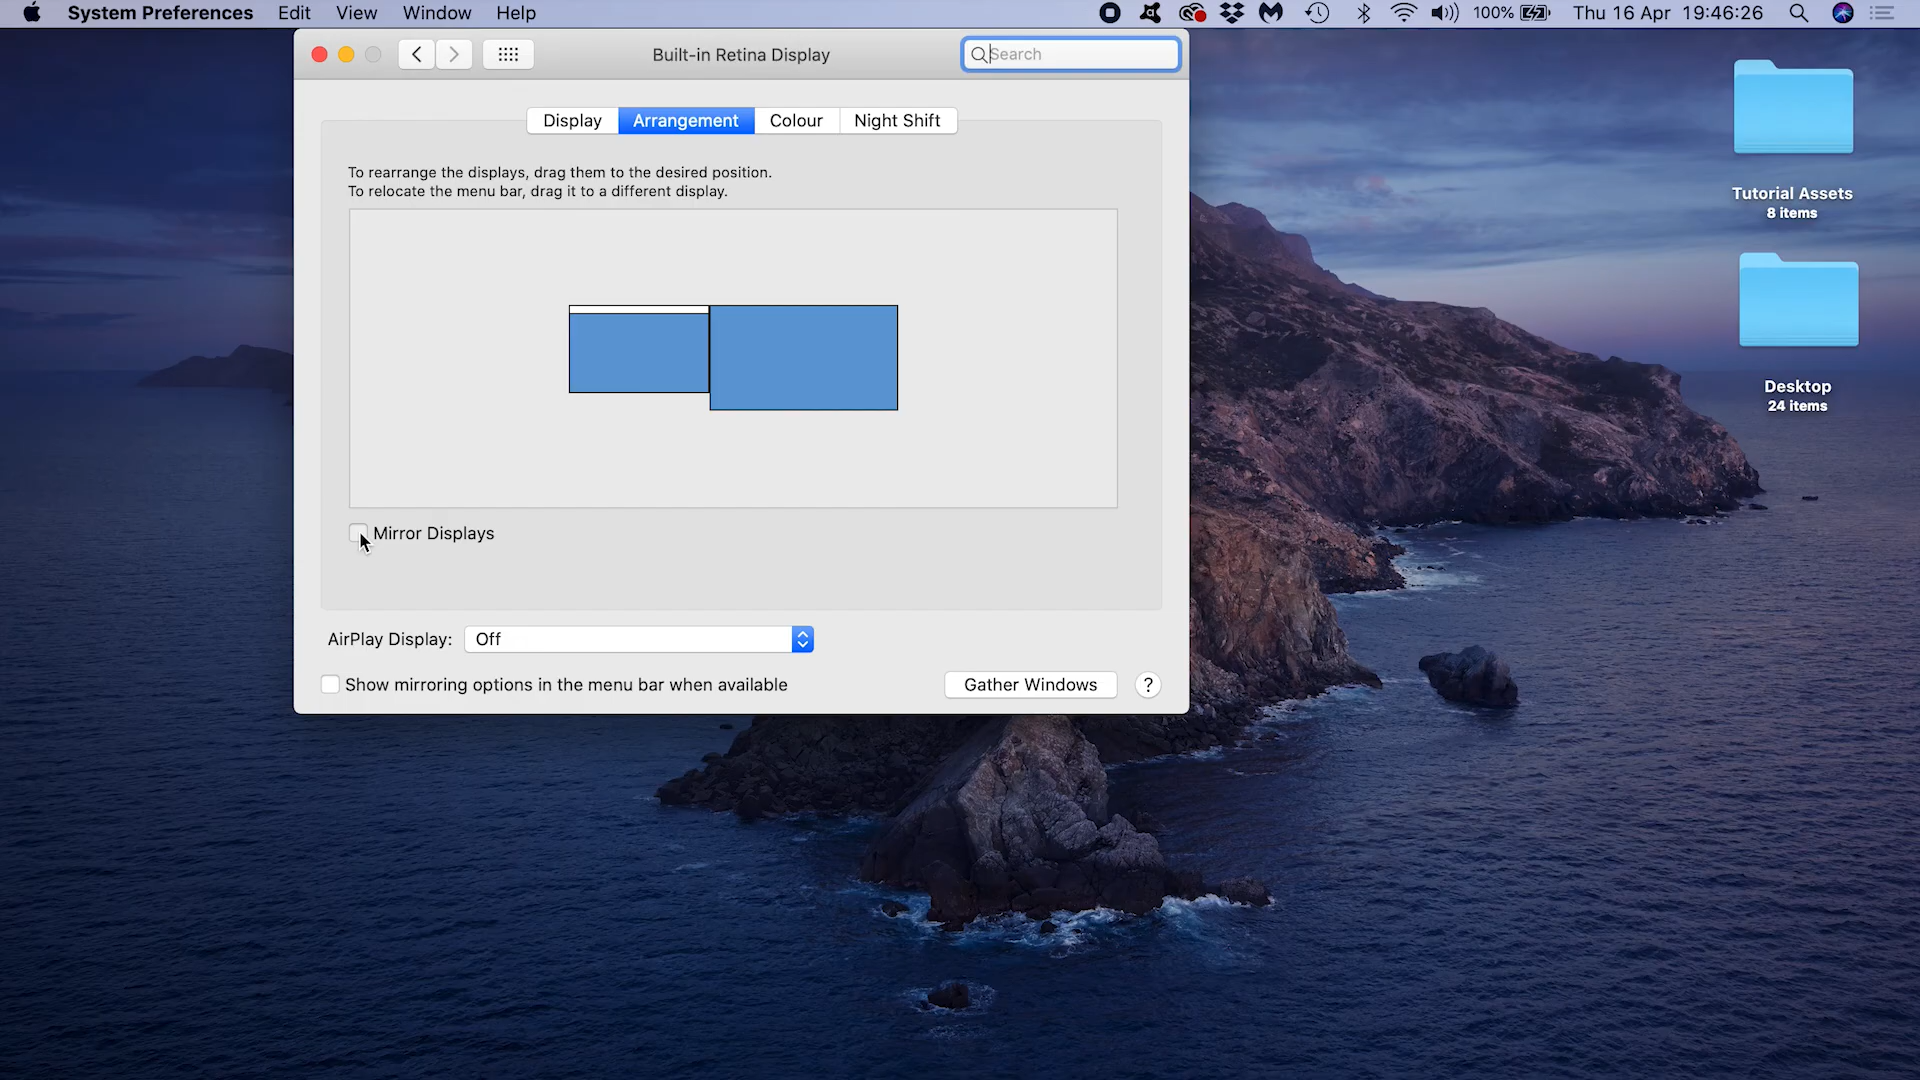 System Preferences Edit View Window Help 100% Thu 16 Apr 19:46:26
Built-in Retina Display Search
Display Arrangement Colour Night Shift
To rearrange the displays, drag them to the desired position.
To relocate the menu bar, drag it to a different display.
Mirror Displays
AirPlay Display: Off
Show mirroring options in the menu bar when available Gather Windows ?
Tutorial Assets
8 items
Desktop
24 items